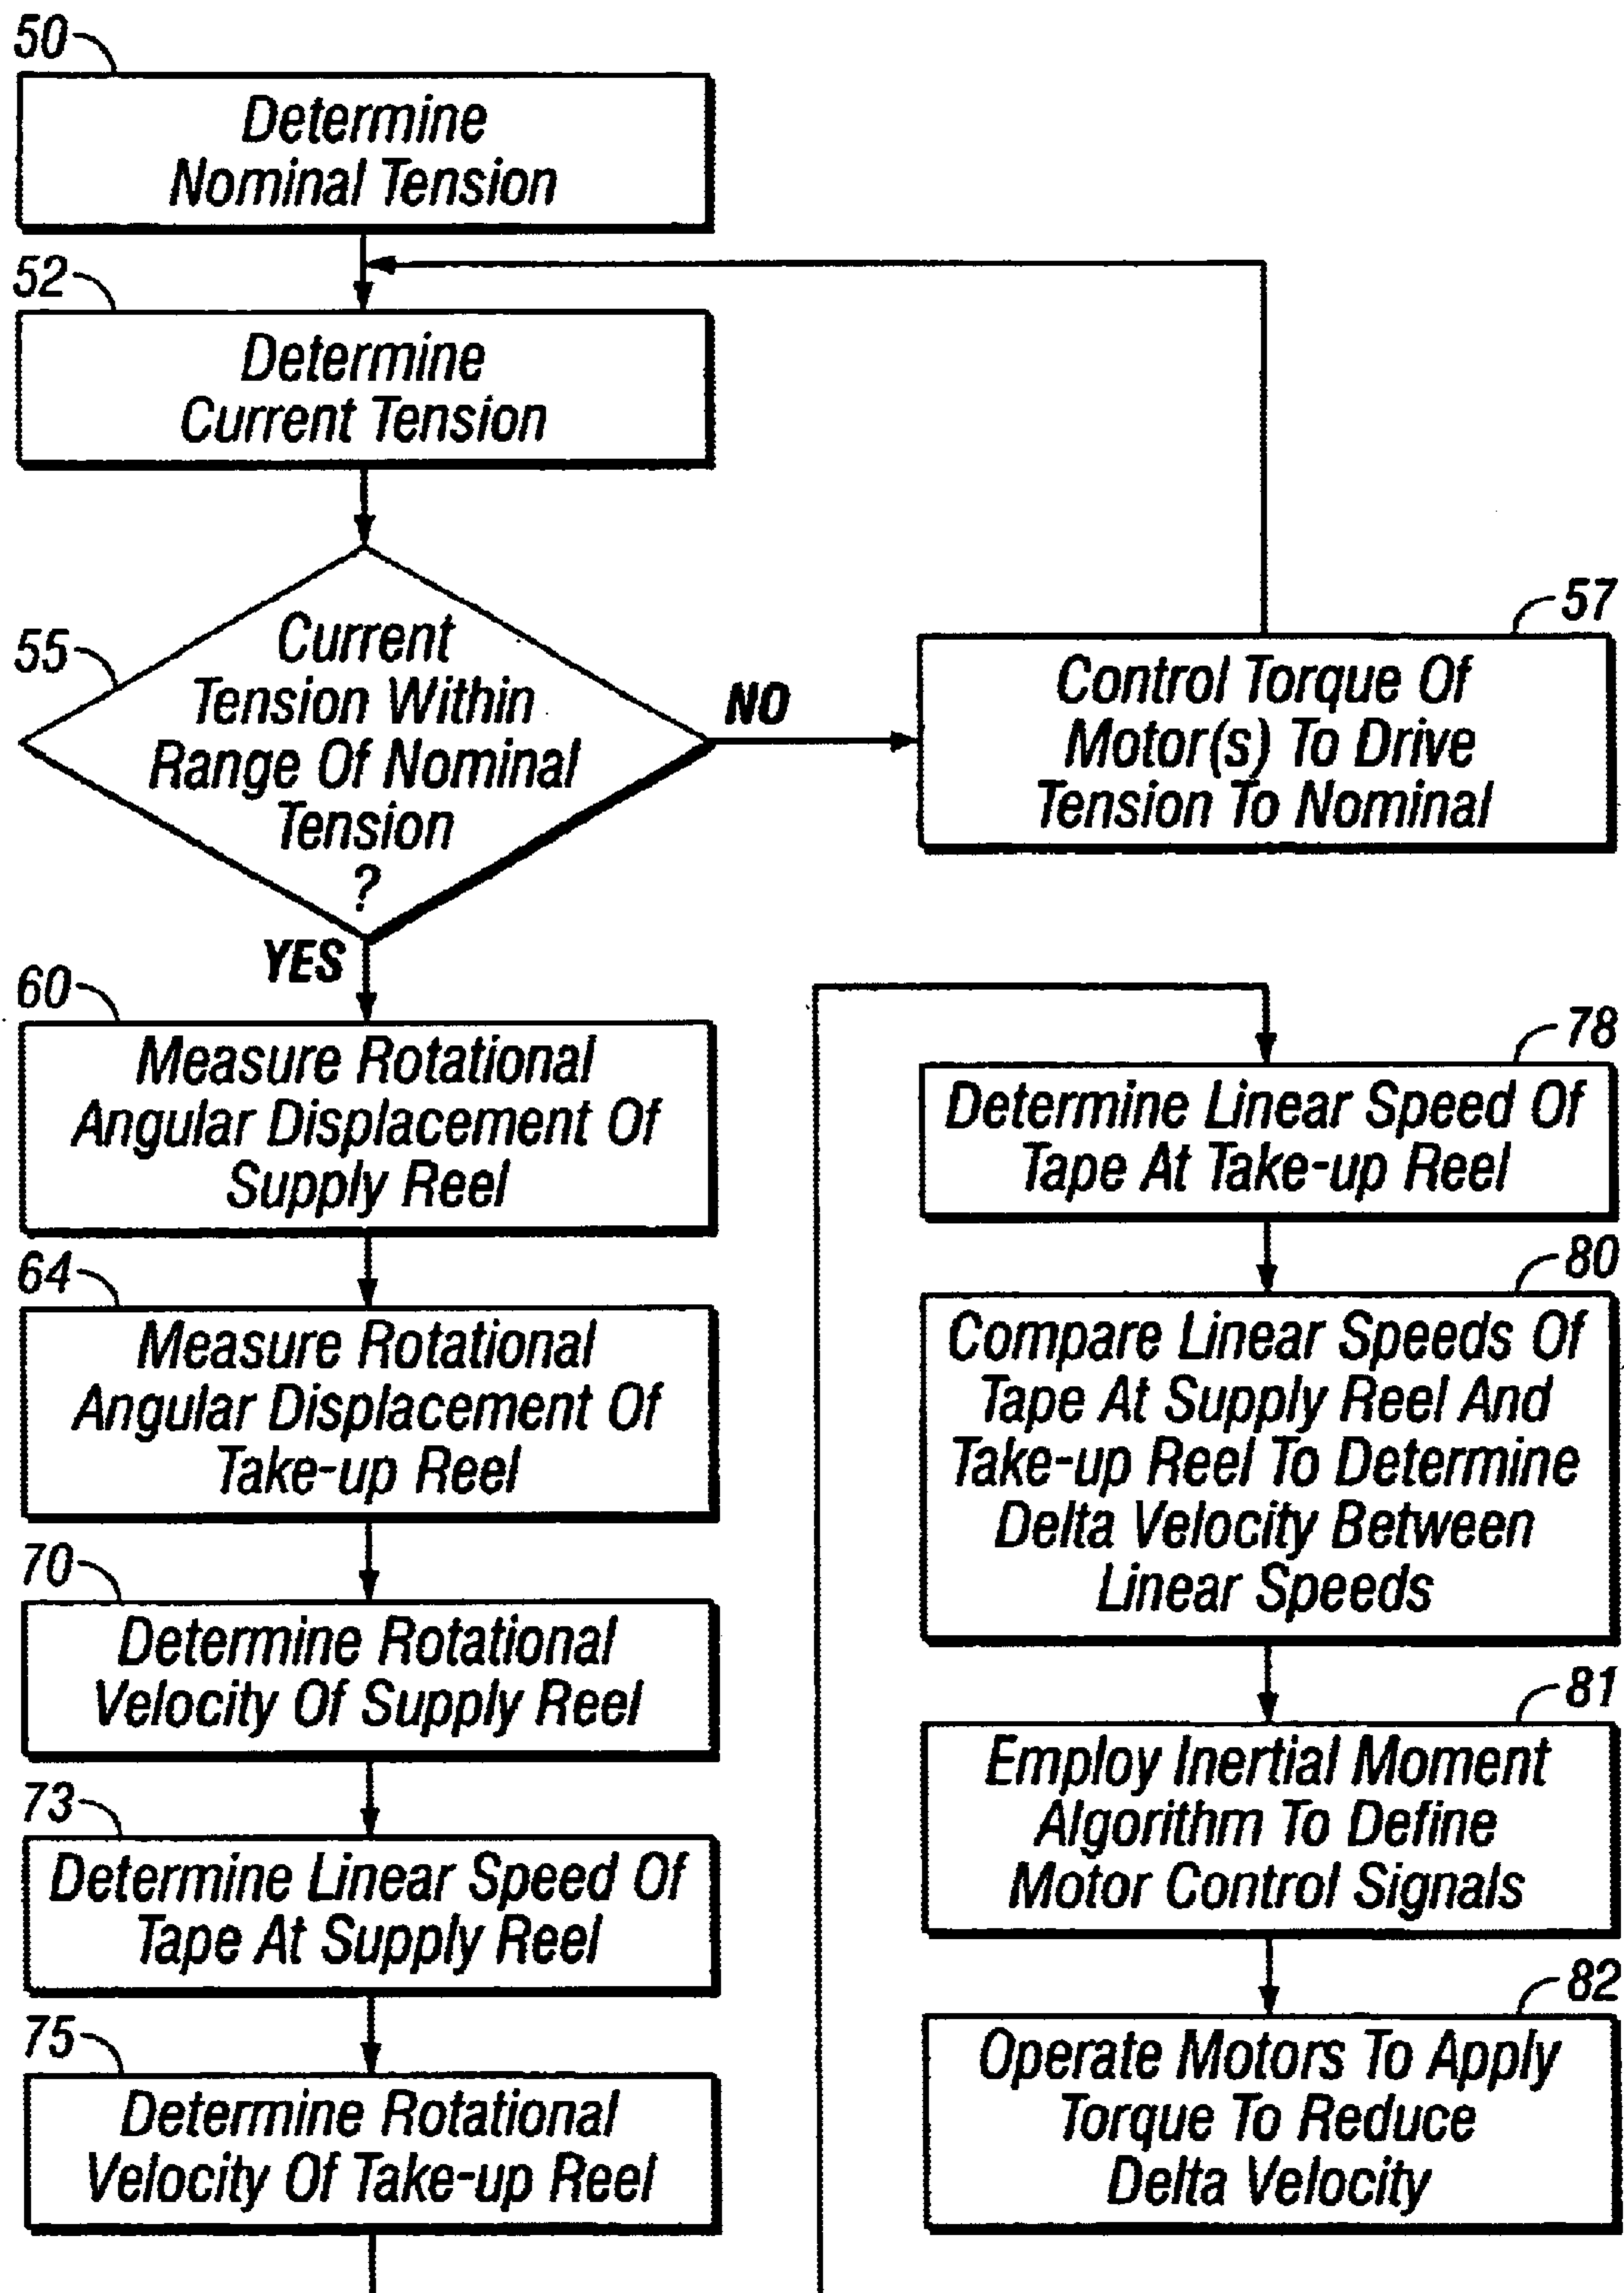 50
Determine
Nominal Tension
52
Determine
Current Tension
55
Current
Tension Within
Range Of Nominal
Tension
?
NO
57
Control Torque Of
Motor(s) To Drive
Tension To Nominal
YES
60
Measure Rotational
Angular Displacement Of
Supply Reel
64
Measure Rotational
Angular Displacement Of
Take-up Reel
70
Determine Rotational
Velocity Of Supply Reel
73
Determine Linear Speed Of
Tape At Supply Reel
75
Determine Rotational
Velocity Of Take-up Reel
78
Determine Linear Speed Of
Tape At Take-up Reel
80
Compare Linear Speeds Of
Tape At Supply Reel And
Take-up Reel To Determine
Delta Velocity Between
Linear Speeds
81
Employ Inertial Moment
Algorithm To Define
Motor Control Signals
82
Operate Motors To Apply
Torque To Reduce
Delta Velocity